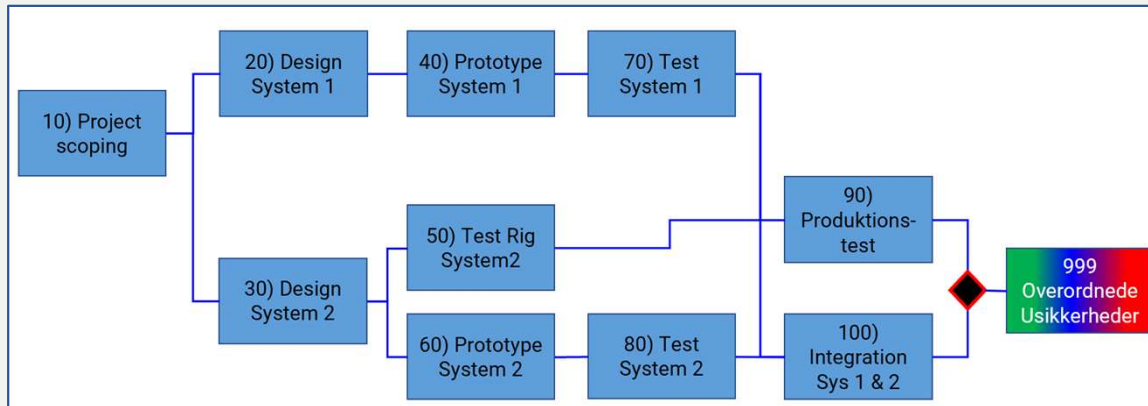 10) Project
scoping
20) Design
System 1
40) Prototype
System 1
70) Test
System 1
30) Design
System 2
50) Test Rig
System2
60) Prototype
System 2
80) Test
System 2
90)
Produktions-
test
100)
Integration
Sys 1 & 2
999
Overordnede
Usikkerheder